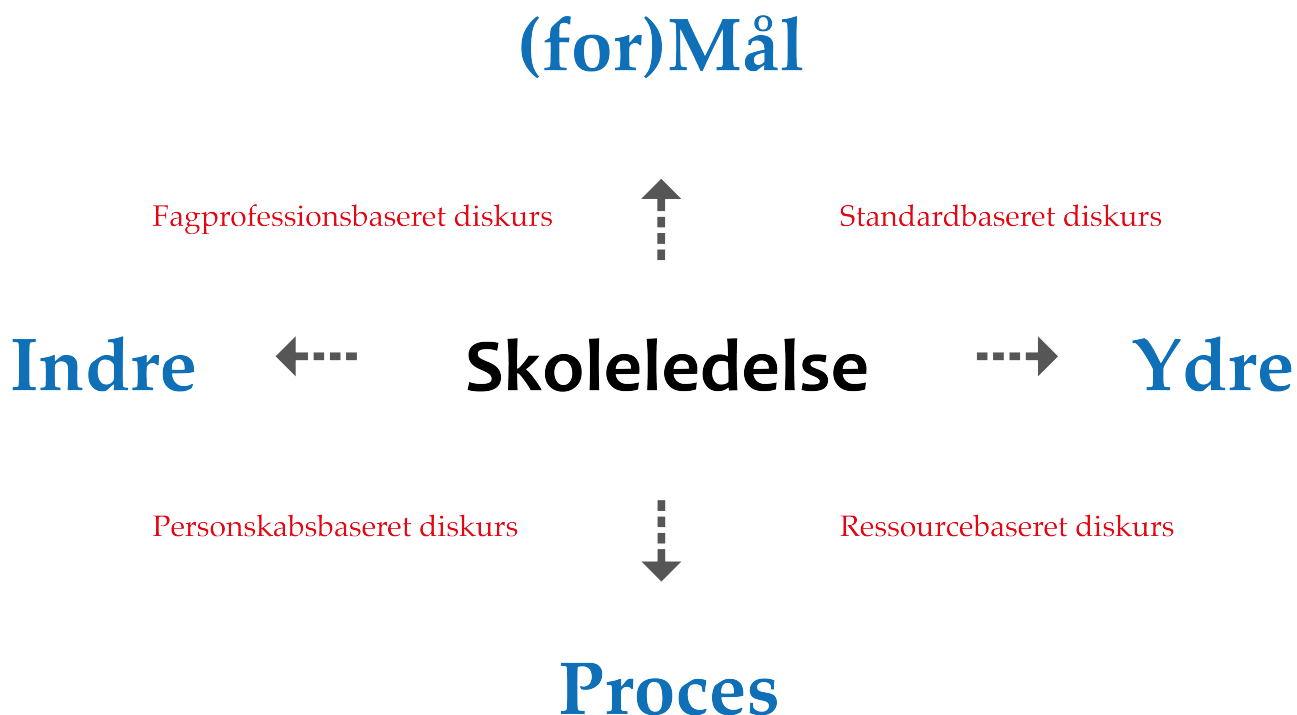 (for)Mål
Fagprofessionsbaseret diskurs
Standardbaseret diskurs
Indre
Skoleledelse
Ydre
Personskabsbaseret diskurs
Ressourcebaseret diskurs
Proces